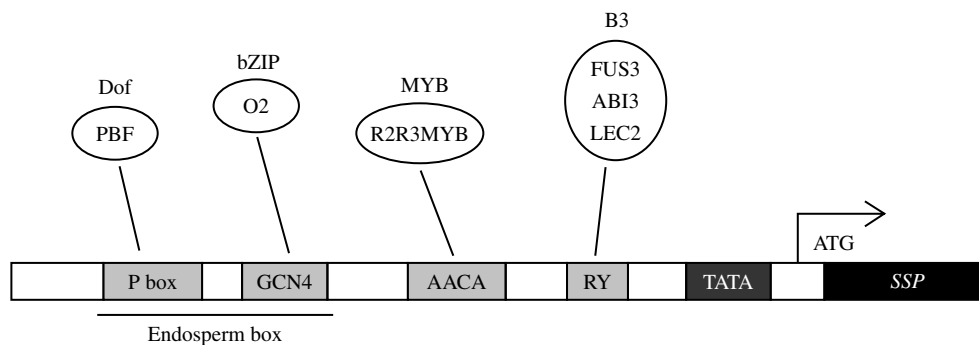 B3
bZIP
Dof
MYB
FUS3
ABI3
LEC2
O2
PBF
R2R3MYB
ATG
P box
GCN4
AACA
RY
TATA
SSP
Endosperm box